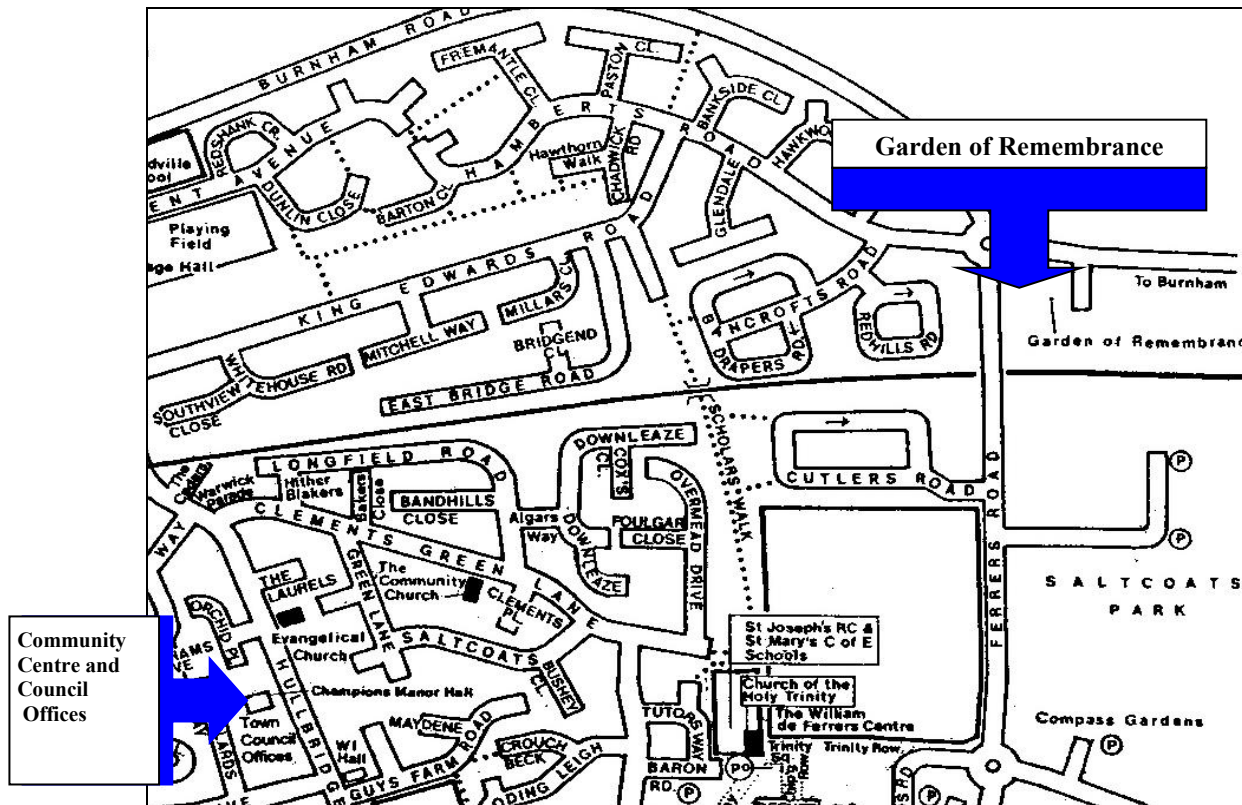 BURNHAM ROAD
FREMANTLE CL.
PASTON CL.
BANKSIDE CL.
REDSHANK CR.
AVENUE
DUNLIN CLOSE
BARTON CL.
HAMBERTS ROAD
Hawthorn
Walk
CHADWICK
RD
GLENDALE
Garden of Remembrance
Playing
Field
KING EDWARDS ROAD
MILLARS CL.
MITCHELL WAY
BRIDGEND
CL.
WHITEHOUSE RD
SOUTHVIEW
CLOSE
EAST BRIDGE ROAD
BANCROFTS ROAD
DRAPERS RD.
REDHILLS RD
To Burnham
Garden of Remembranc
LONGFIELD ROAD
DOWNLEAZE
COX'S
CL.
SCHOLARS WALK
CUTLERS ROAD
FERRERS ROAD
The
Cedars
Warwick
Parade
Hither
Blakers
Bakers
Close
BANDHILLS
CLOSE
Algars
Way
DOWNLEAZE
FOULGAR
CLOSE
OVERMEAD DRIVE
WAY
CLEMENTS GREEN LANE
GREEN LANE
THE
LAURELS
The
Community
Church
CLEMENTS
PL.
P
P
SALTCOATS
PARK
ORCHID PL.
Evangelical
Church
SALTCOATS
BUSHEY
CL.
St Joseph's RC &
St Mary's C of E
Schools
Church of the
Holy Trinity
The William
de Ferrers Centre
Community
Centre and
Council
Offices
HULLBRIDGE
Champions Manor Hall
Town
Council
Offices
MAYDENE
WI
Hall
GUYS FARM ROAD
CROUCH
BECK
TUTORS
WAY
BARON
RD.
P
PO
Trinity
Sq
Trinity Row
Compass Gardens
P
P